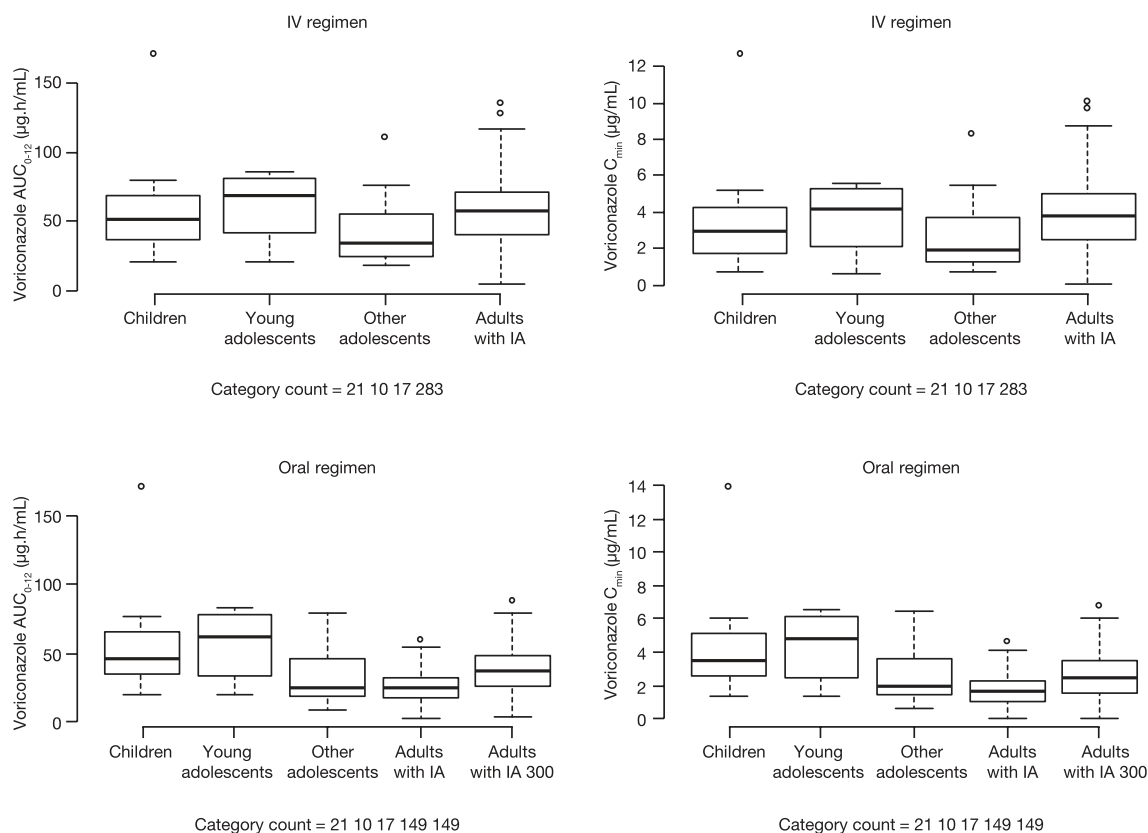 IV regimen
Voriconazole AUC0-12 (µg.h/mL)
150
100
50
0
Children
Young
adolescents
Other
adolescents
Adults
with IA
Category count = 21 10 17 283
IV regimen
Voriconazole Cmin (µg/mL)
12
10
8
6
4
2
0
Children
Young
adolescents
Other
adolescents
Adults
with IA
Category count = 21 10 17 283
Oral regimen
Voriconazole AUC0-12 (µg.h/mL)
150
100
50
0
Children
Young
adolescents
Other
adolescents
Adults
with IA
Adults
with IA 300
Category count = 21 10 17 149 149
Oral regimen
Voriconazole Cmin (µg/mL)
14
12
10
8
6
4
2
0
Children
Young
adolescents
Other
adolescents
Adults
with IA
Adults
with IA 300
Category count = 21 10 17 149 149